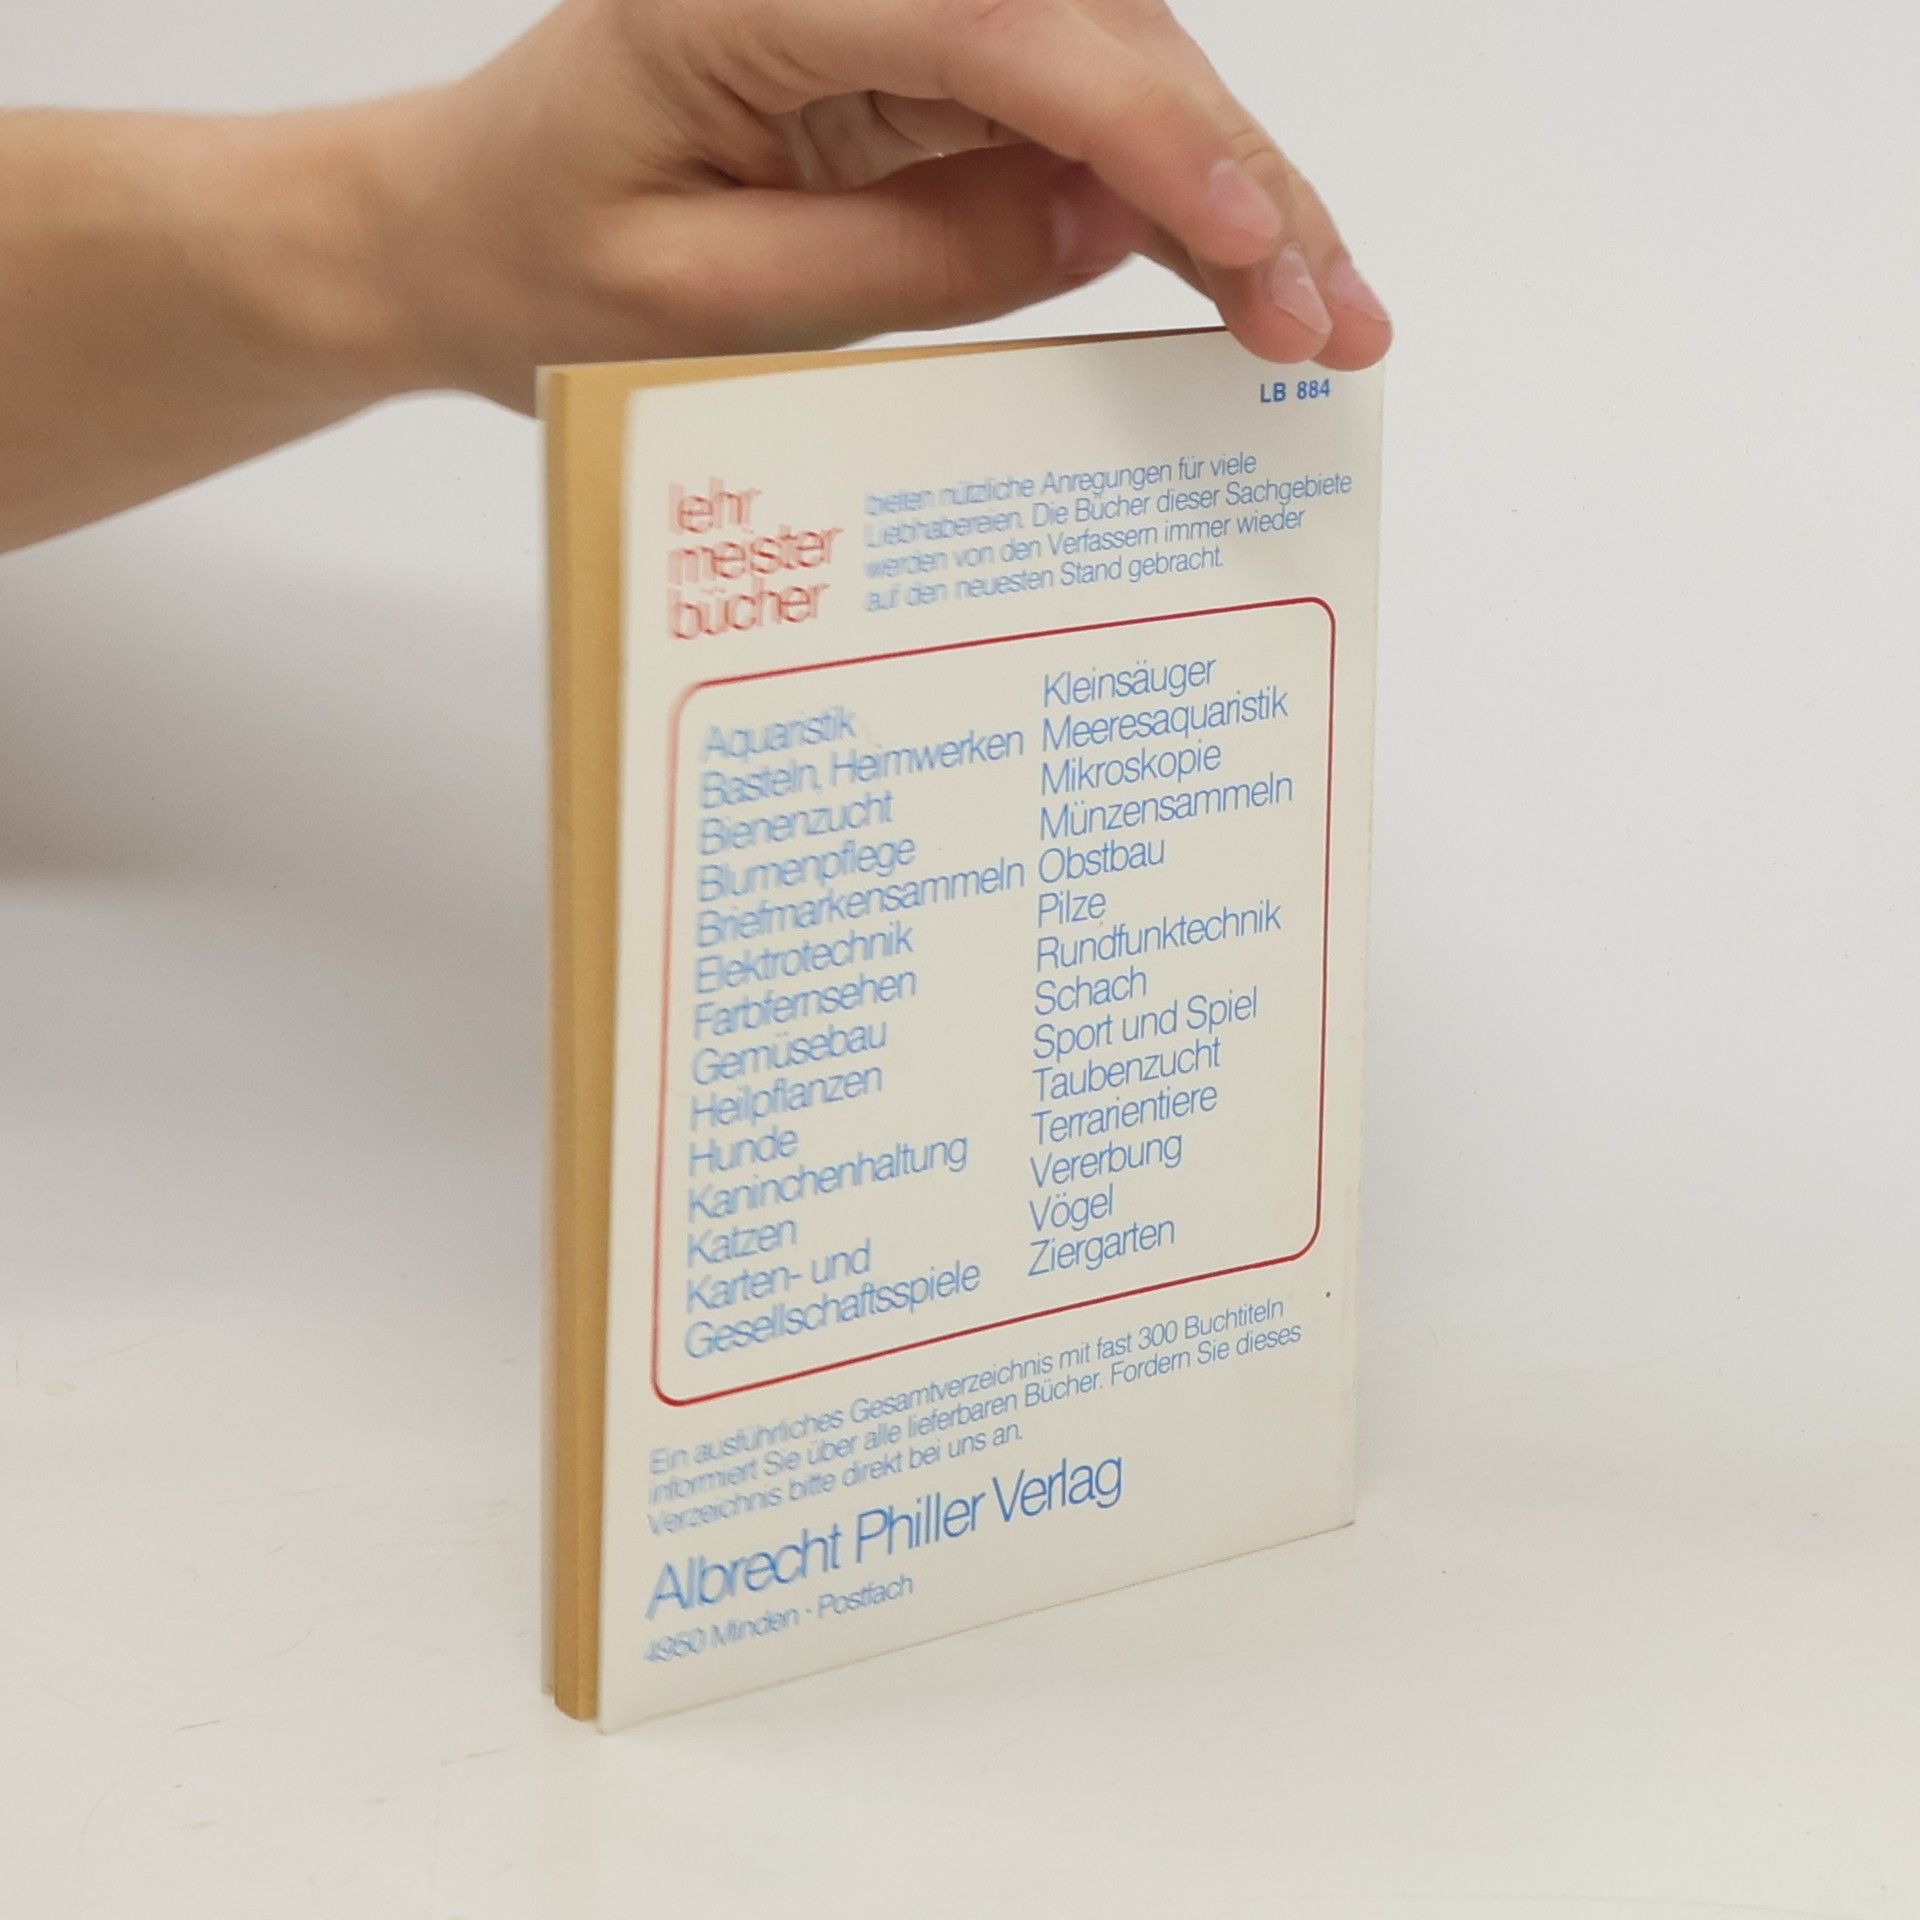 LB 884
lehr
meister
bücher
bieten nützliche Anregungen für viele
Liebhabereien. Die Bücher dieser Sachgebiete
werden von den Verfassern immer wieder
auf den neuesten Stand gebracht.
Aquaristik
Basteln, Heimwerken
Bienenzucht
Blumenpflege
Briefmarkensammeln
Elektrotechnik
Farbfernsehen
Gemüsebau
Heilpflanzen
Hunde
Kaninchenhaltung
Katzen
Karten- und
Gesellschaftsspiele
Kleinsäuger
Meeresaquaristik
Mikroskopie
Münzensammeln
Obstbau
Pilze
Rundfunktechnik
Schach
Sport und Spiel
Taubenzucht
Terrarientiere
Vererbung
Vögel
Ziergarten
Ein ausführliches Gesamtverzeichnis mit fast 300 Buchtiteln
informiert Sie über alle lieferbaren Bücher. Fordern Sie dieses
Verzeichnis bitte direkt bei uns an.
Albrecht Philler Verlag
4950 Minden · Postfach